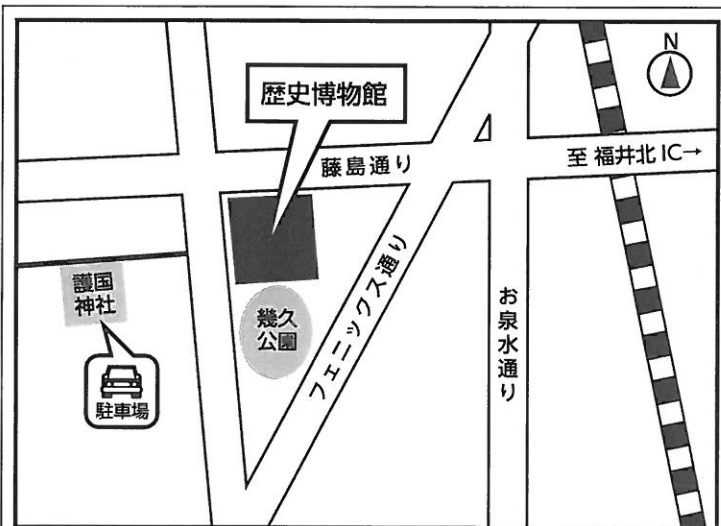 N
歴史博物館
藤島通り
至 福井北IC→
護国
神社
幾久
公園
フェニックス通り
お泉水通り
駐車場